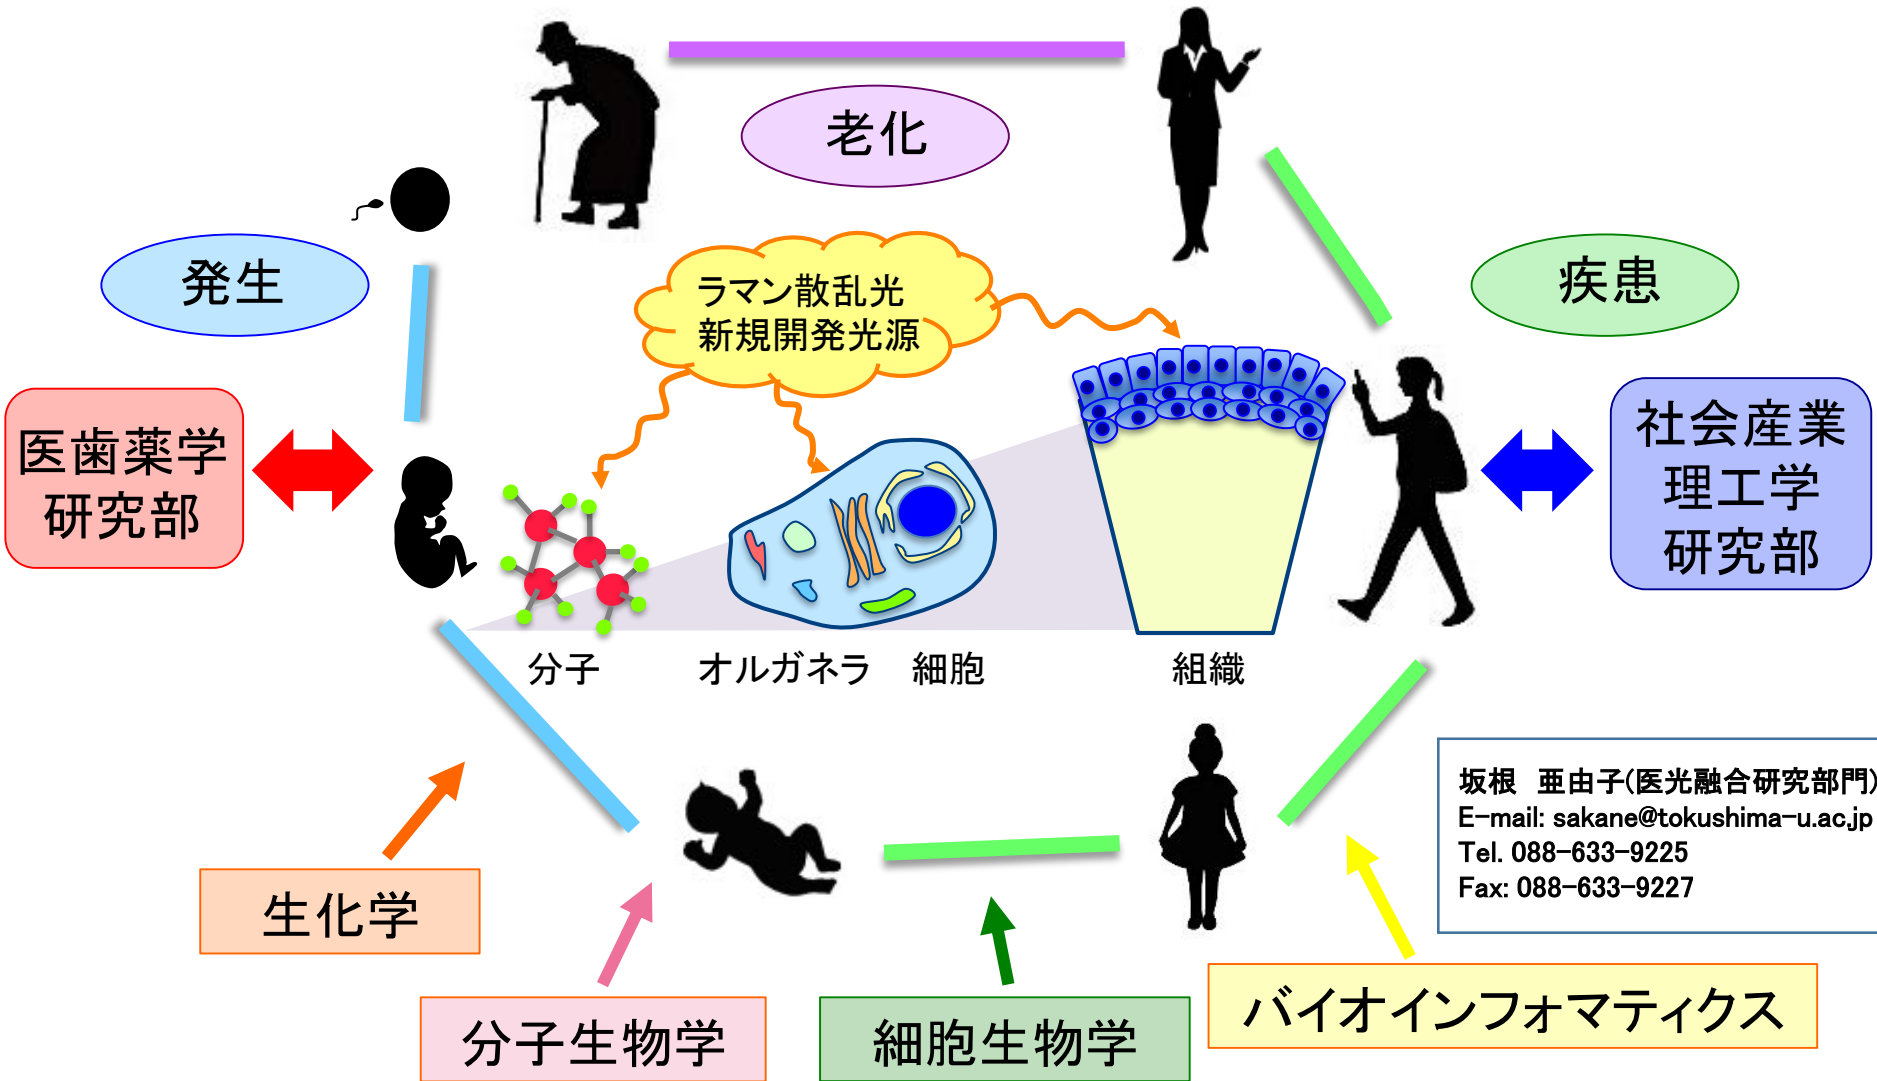 老化
発生
疾患
ラマン散乱光
新規開発光源
医歯薬学
研究部
社会産業
理工学
研究部
分子
オルガネラ
細胞
組織
坂根　亜由子(医光融合研究部門)
E-mail: sakane@tokushima-u.ac.jp
Tel. 088-633-9225
Fax: 088-633-9227
生化学
分子生物学
細胞生物学
バイオインフォマティクス